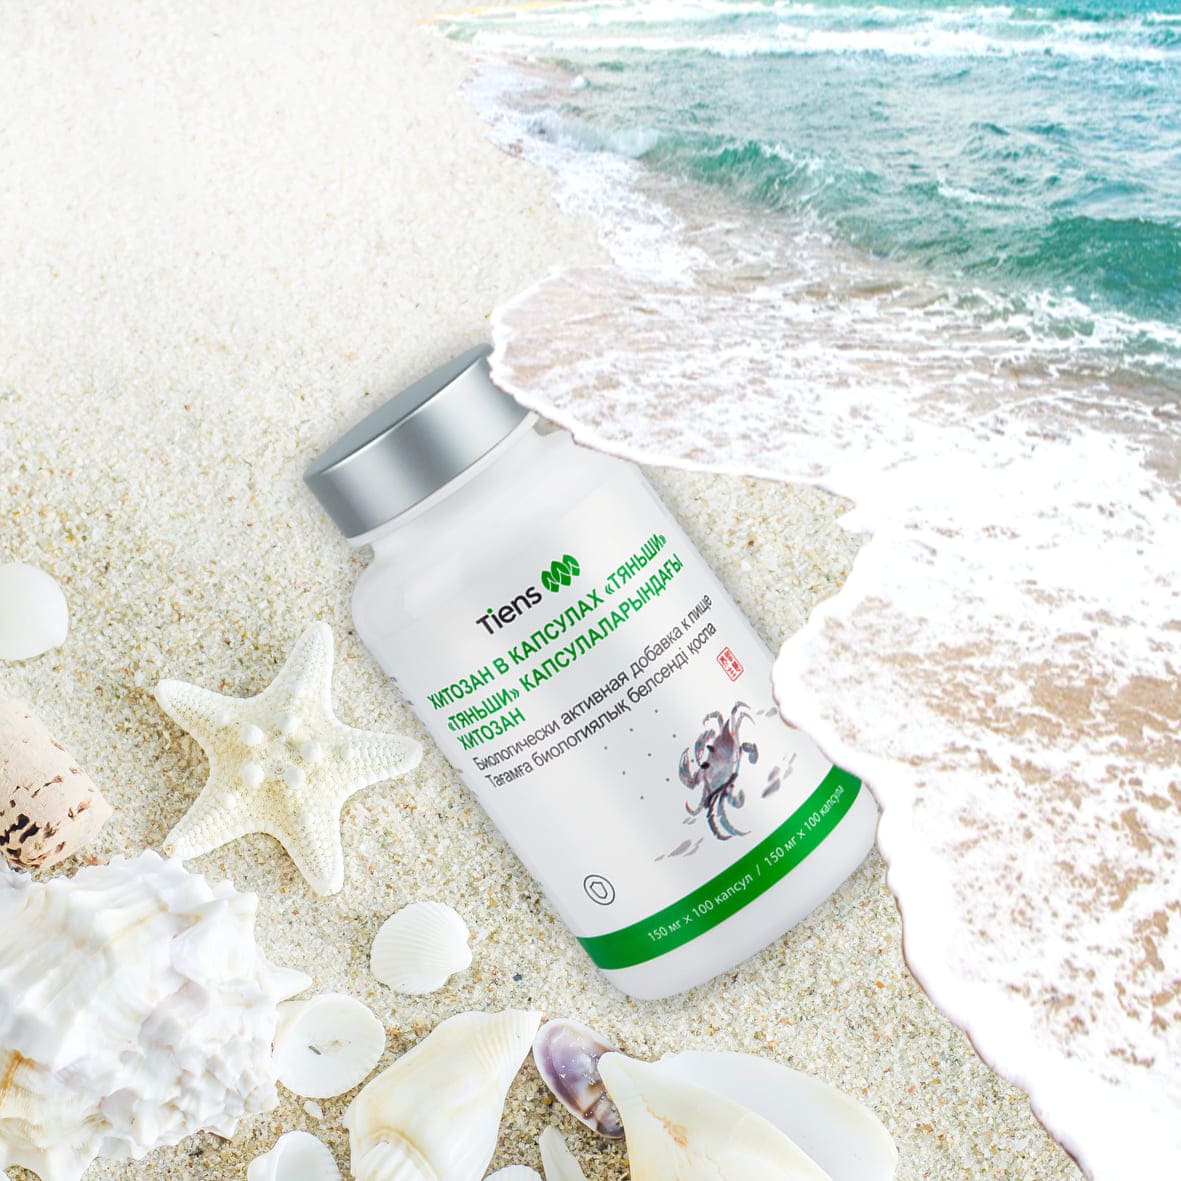 Tiens
ХИТОЗАН В КАПСУЛАХ «ТЯНЬШИ»
«ТЯНЬШИ» КАПСУЛАЛАРЫНДАҒЫ
ХИТОЗАН
Биологически активная добавка к пище
Тағамға биологиялық белсенді қоспа
150 мг × 100 капсул / 150 мг × 100 капсула